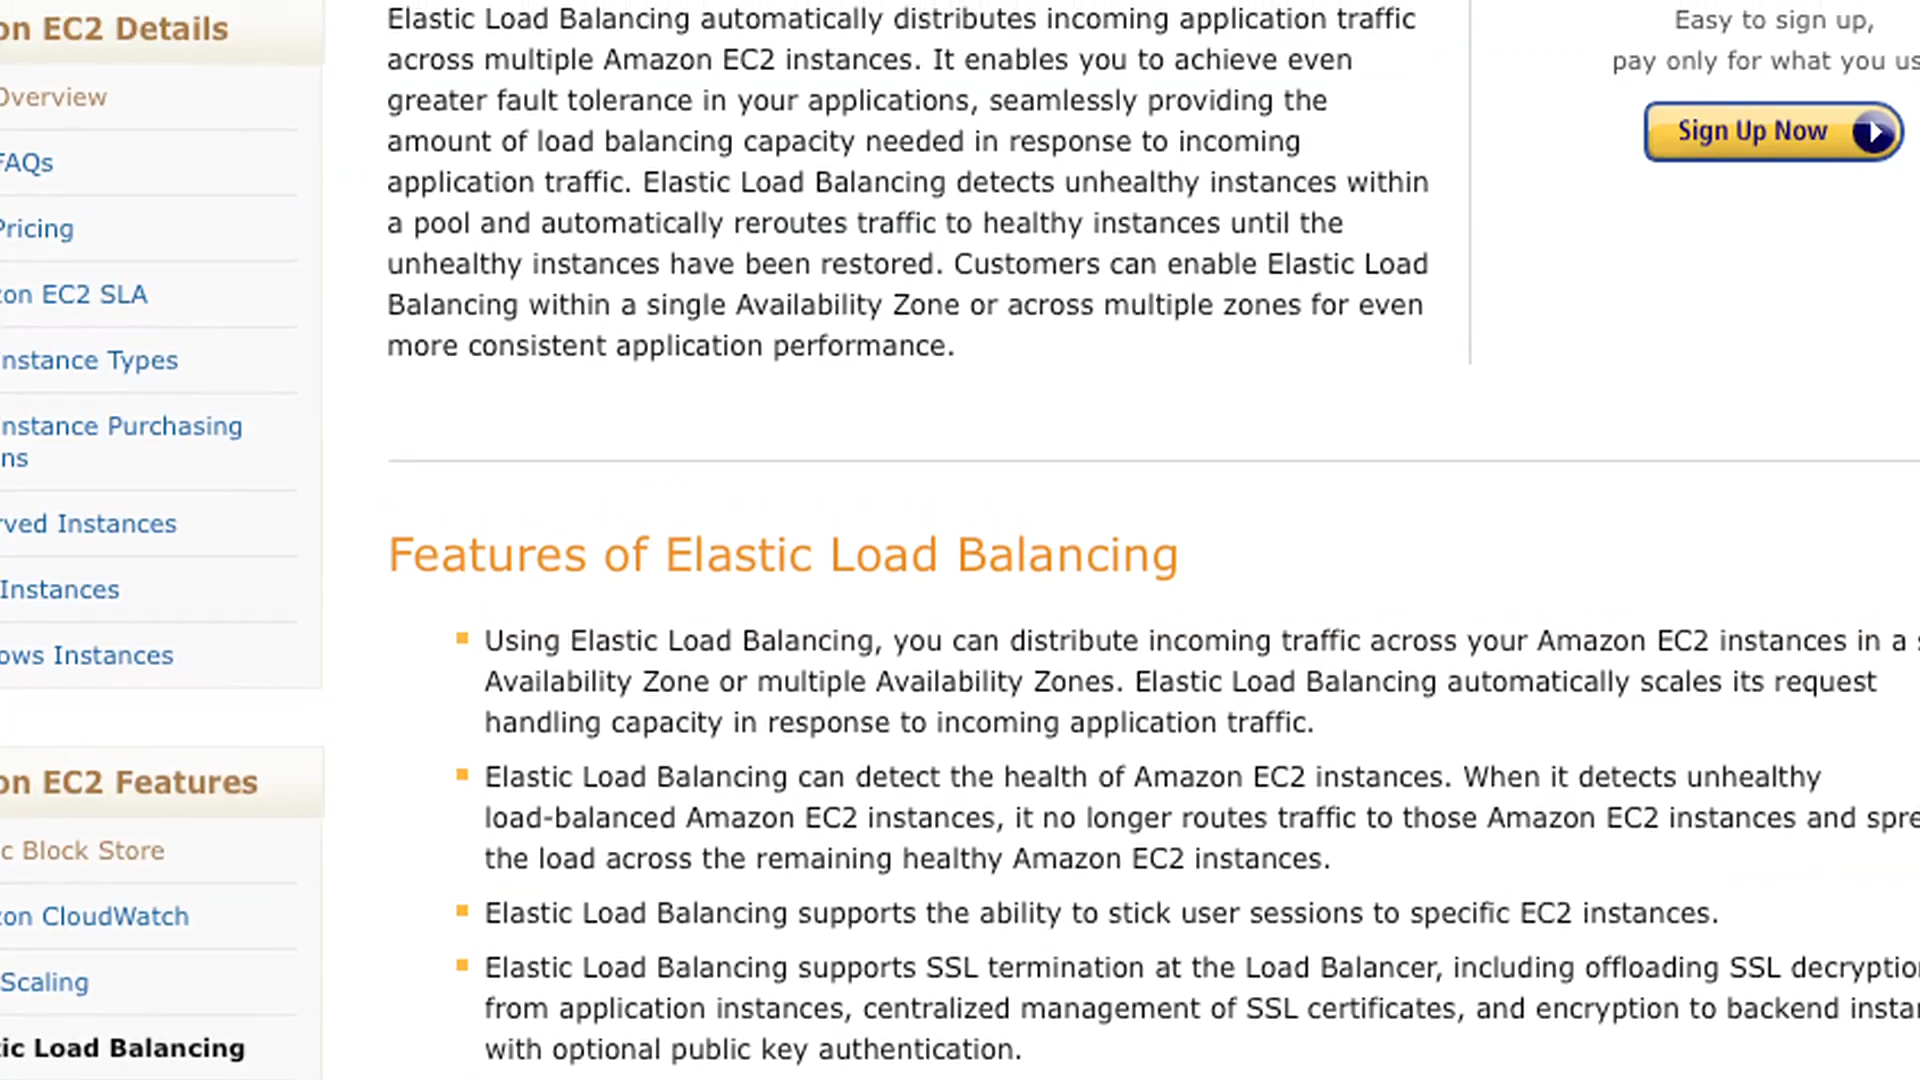 on EC2 Details
Overview
FAQs
Pricing
zon EC2 SLA
nstance Types
nstance Purchasing
ns
rved Instances
Instances
ows Instances
on EC2 Features
c Block Store
zon CloudWatch
Scaling
tic Load Balancing
Elastic Load Balancing automatically distributes incoming application traffic
across multiple Amazon EC2 instances. It enables you to achieve even
greater fault tolerance in your applications, seamlessly providing the
amount of load balancing capacity needed in response to incoming
application traffic. Elastic Load Balancing detects unhealthy instances within
a pool and automatically reroutes traffic to healthy instances until the
unhealthy instances have been restored. Customers can enable Elastic Load
Balancing within a single Availability Zone or across multiple zones for even
more consistent application performance.
Easy to sign up,
pay only for what you us
Sign Up Now
Features of Elastic Load Balancing
Using Elastic Load Balancing, you can distribute incoming traffic across your Amazon EC2 instances in a s
Availability Zone or multiple Availability Zones. Elastic Load Balancing automatically scales its request
handling capacity in response to incoming application traffic.
Elastic Load Balancing can detect the health of Amazon EC2 instances. When it detects unhealthy
load-balanced Amazon EC2 instances, it no longer routes traffic to those Amazon EC2 instances and spre
the load across the remaining healthy Amazon EC2 instances.
Elastic Load Balancing supports the ability to stick user sessions to specific EC2 instances.
Elastic Load Balancing supports SSL termination at the Load Balancer, including offloading SSL decryptio
from application instances, centralized management of SSL certificates, and encryption to backend insta
with optional public key authentication.